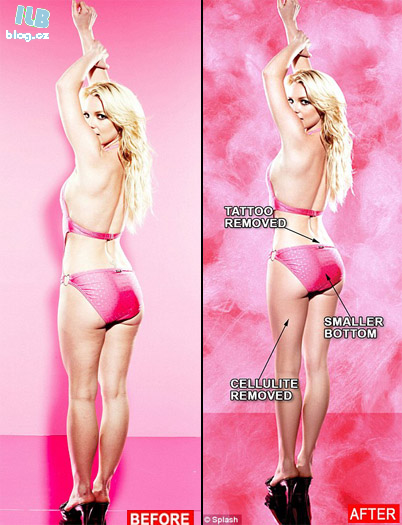 ILB
blog.cz
TATTOO
REMOVED
SMALLER
BOTTOM
CELLULITE
REMOVED
BEFORE
© Splash
AFTER